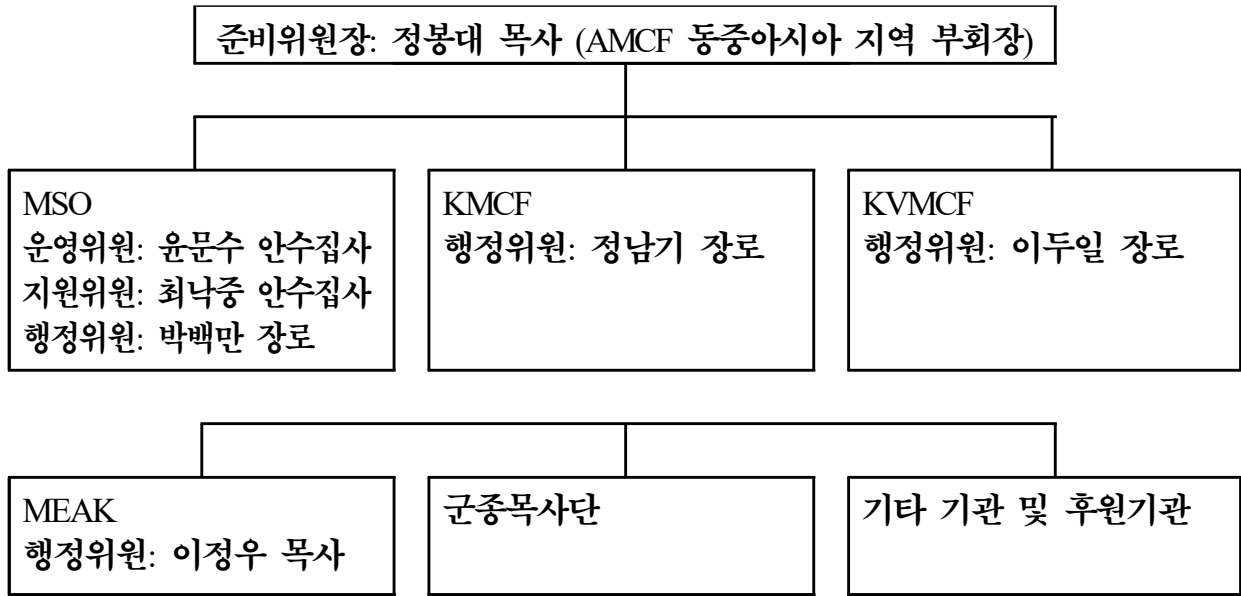 준비위원장: 정봉대 목사 (AMCF 동중아시아 지역 부회장)
MSO
운영위원: 윤문수 안수집사
지원위원: 최낙중 안수집사
행정위원: 박백만 장로
KMCF
행정위원: 정남기 장로
KVMCF
행정위원: 이두일 장로
MEAK
행정위원: 이정우 목사
군종목사단
기타 기관 및 후원기관